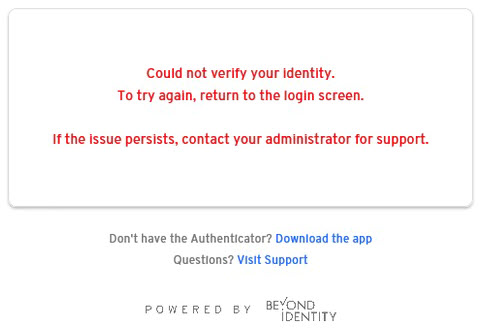 Could not verify your identity.
To try again, return to the login screen.
If the issue persists, contact your administrator for support.
Don't have the Authenticator? Download the app
Questions? Visit Support
POWERED BY BEYOND IDENTITY